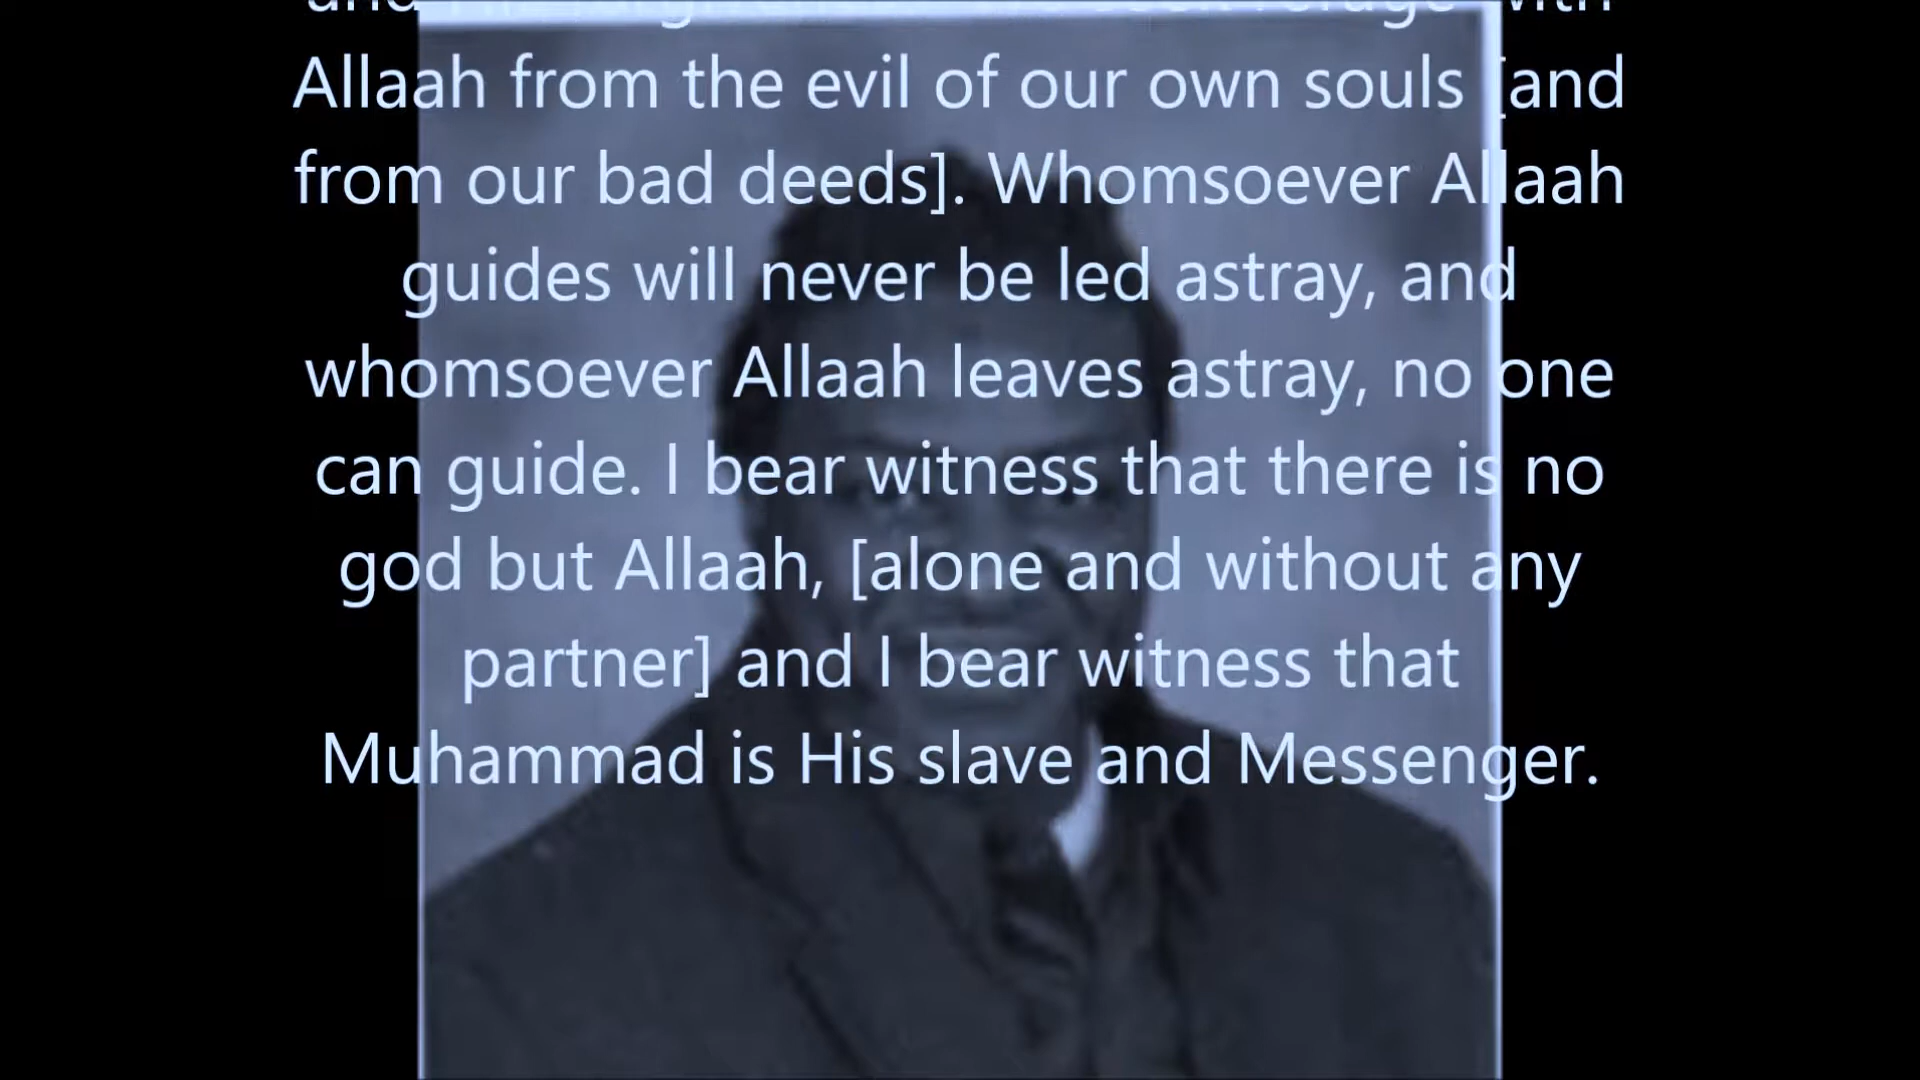 and
with
Allaah from the evil of our own souls [and
from our bad deeds]. Whomsoever Allaah
guides will never be led astray, and
whomsoever Allaah leaves astray, no one
can guide. I bear witness that there is no
god but Allaah, [alone and without any
partner] and I bear witness that
Muhammad is His slave and Messenger.